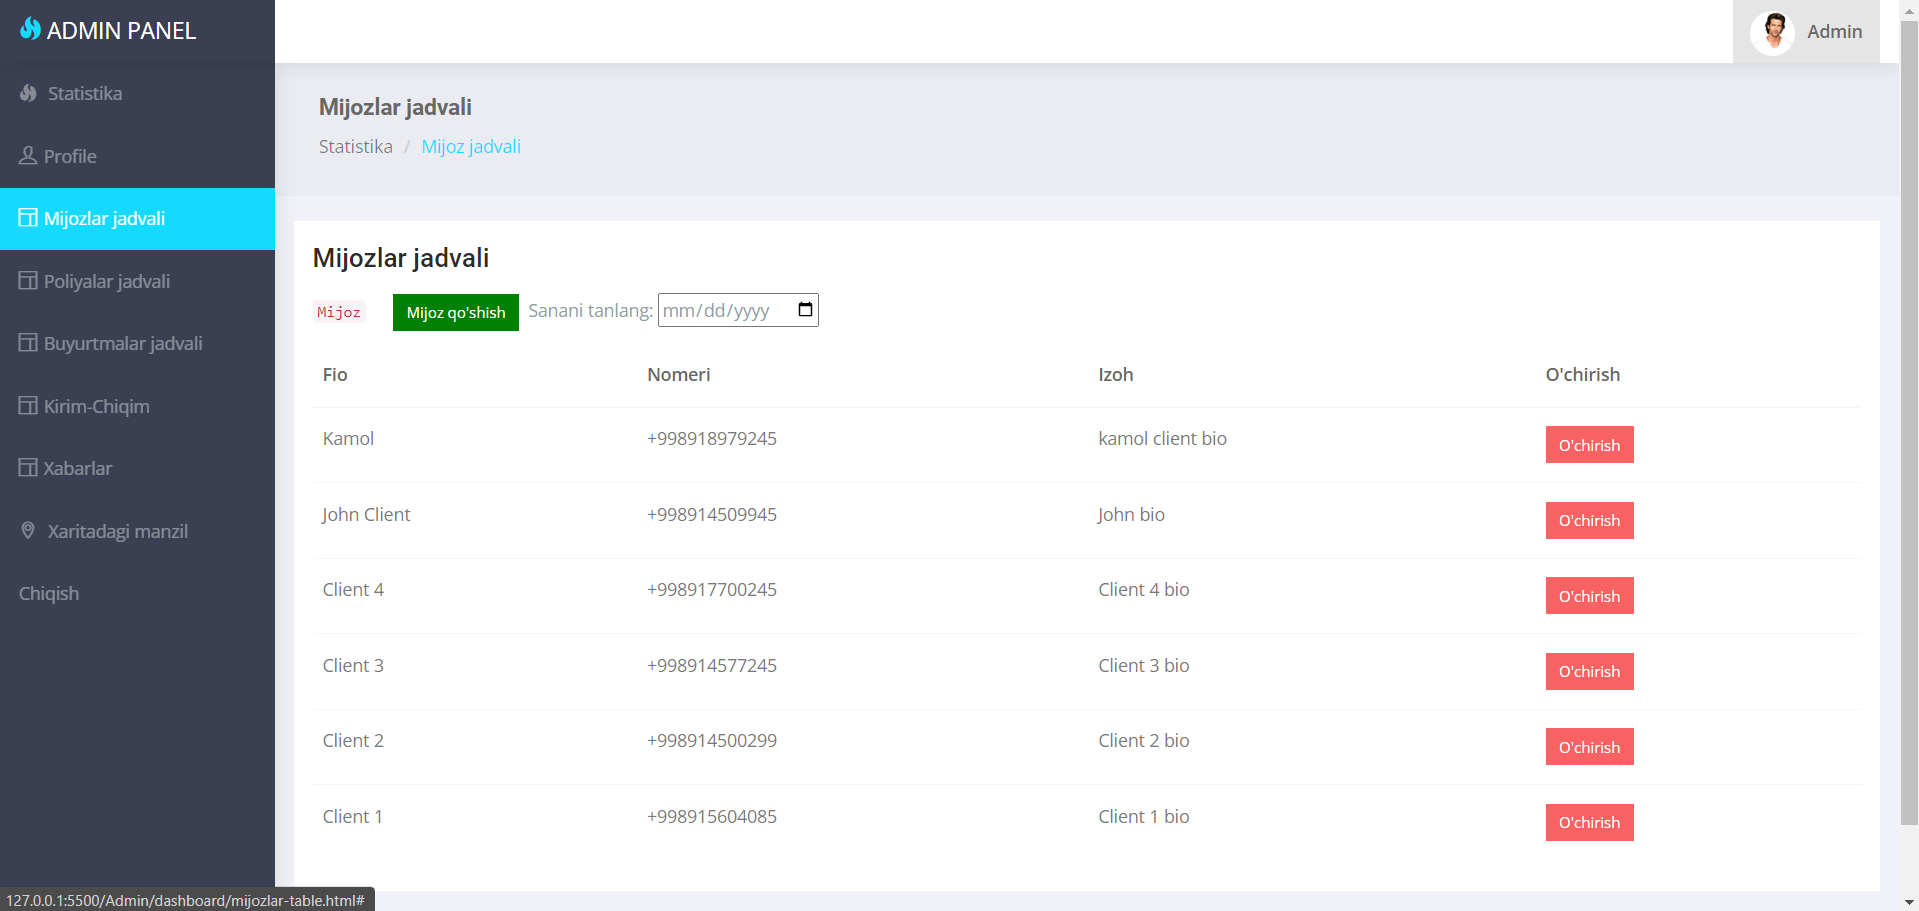 ADMIN PANEL
Admin
Statistika
Profile
Mijozlar jadvali
Poliyalar jadvali
Buyurtmalar jadvali
Kirim-Chiqim
Xabarlar
Xaritadagi manzil
Chiqish
Mijozlar jadvali
Statistika / Mijoz jadvali
Mijozlar jadvali
Mijoz Mijoz qo'shish Sanani tanlang: mm/dd/yyyy
Fio Nomeri Izoh O'chirish
Kamol +998918979245 kamol client bio O'chirish
John Client +998914509945 John bio O'chirish
Client 4 +998917700245 Client 4 bio O'chirish
Client 3 +998914577245 Client 3 bio O'chirish
Client 2 +998914500299 Client 2 bio O'chirish
Client 1 +998915604085 Client 1 bio O'chirish
127.0.0.1:5500/Admin/dashboard/mijozlar-table.html#